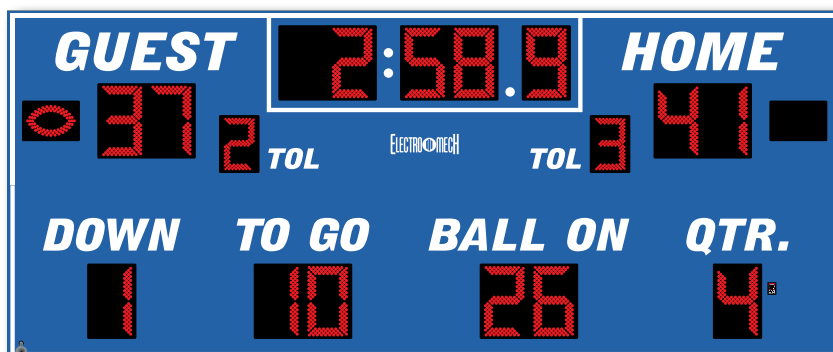 GUEST 2:58.9 HOME
37 41
2 TOL ELECTRO-MECH TOL 3
DOWN TO GO BALL ON QTR.
1 10 26 4